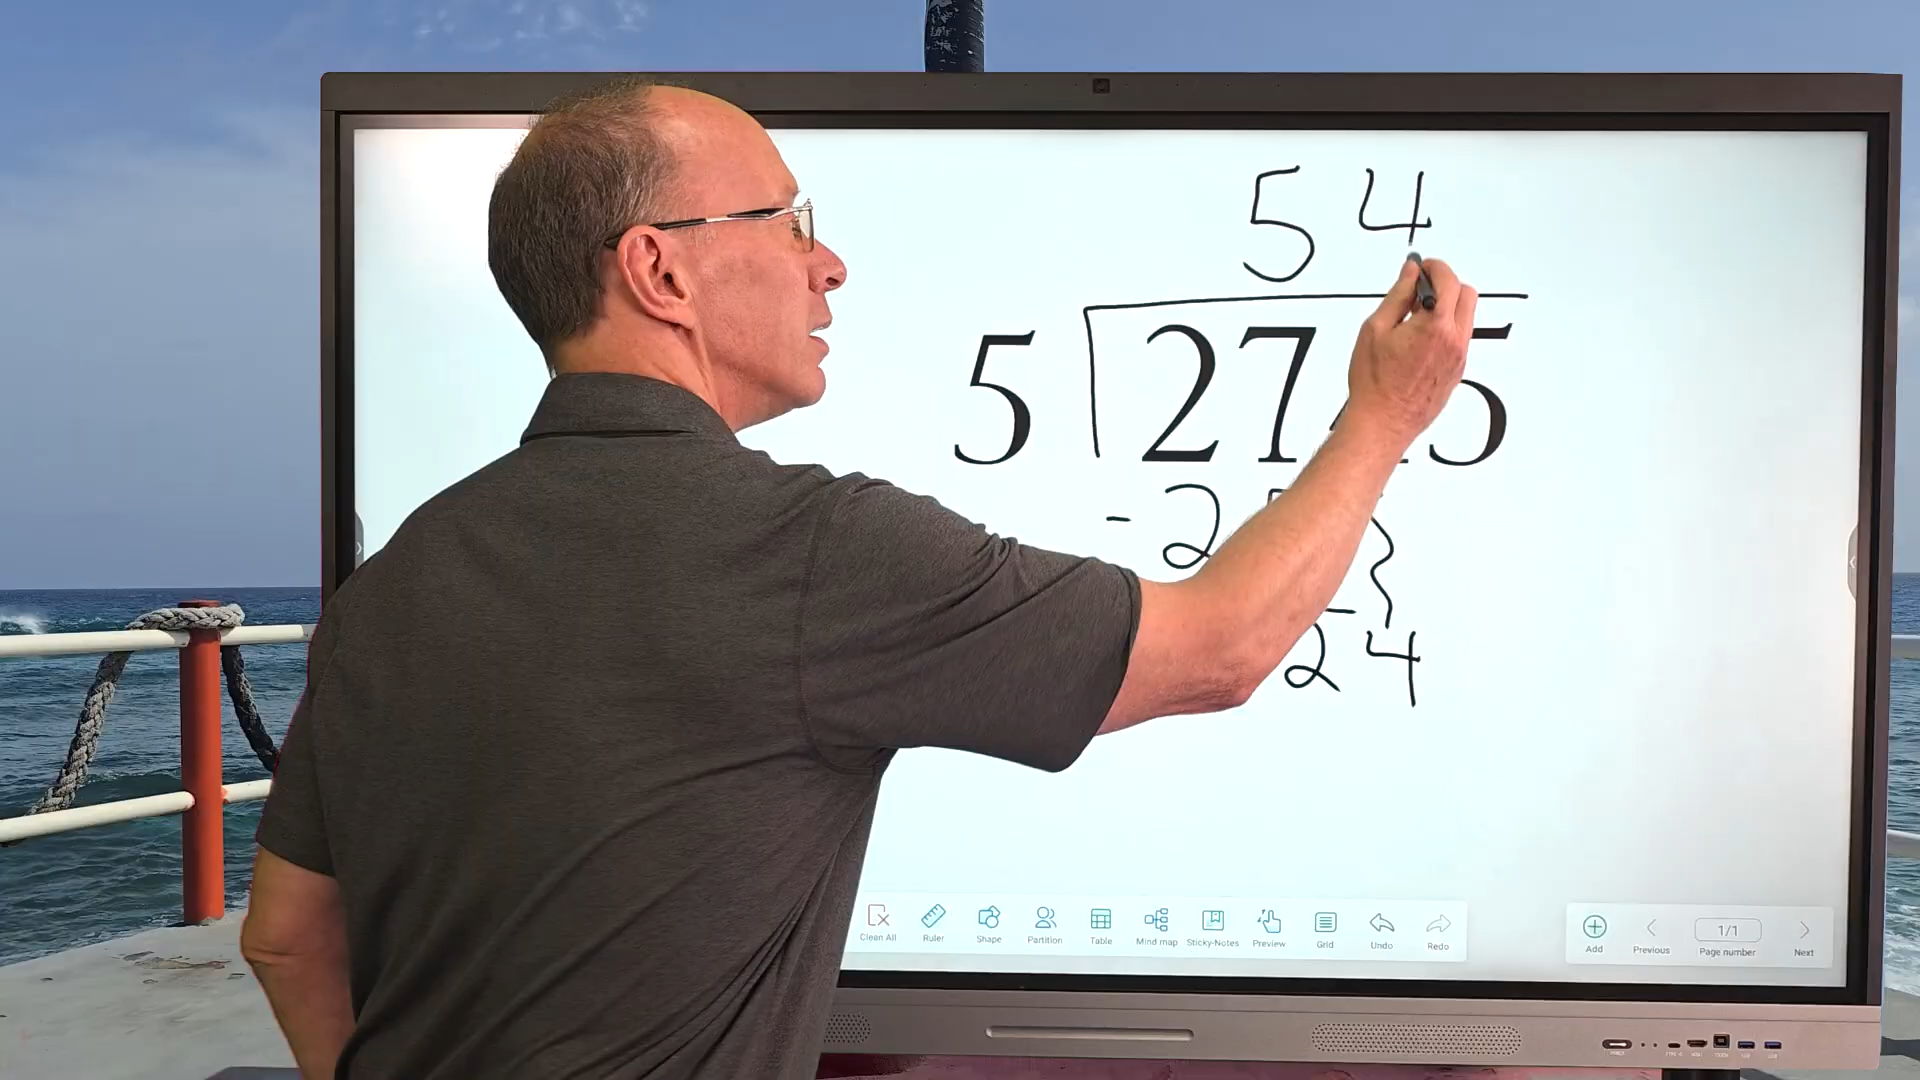 54
5 27 5
- 2
24
Clean All Ruler Shape Partition Table Mind map Sticky-Notes Preview Grid Undo Redo
Add Previous 1/1 Page number Next